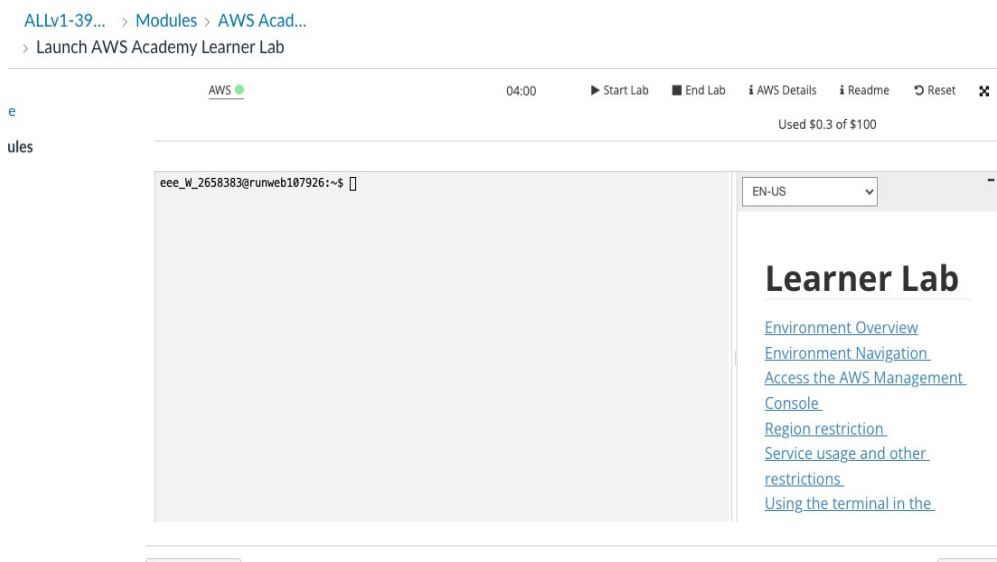 ALLv1-39... > Modules > AWS Acad...
> Launch AWS Academy Learner Lab
AWS 04:00 Start Lab End Lab AWS Details Readme Reset
e
Used $0.3 of $100
ules
eee_W_2658383@runweb107926:~$
EN-US
Learner Lab
Environment Overview
Environment Navigation
Access the AWS Management
Console
Region restriction
Service usage and other
restrictions
Using the terminal in the